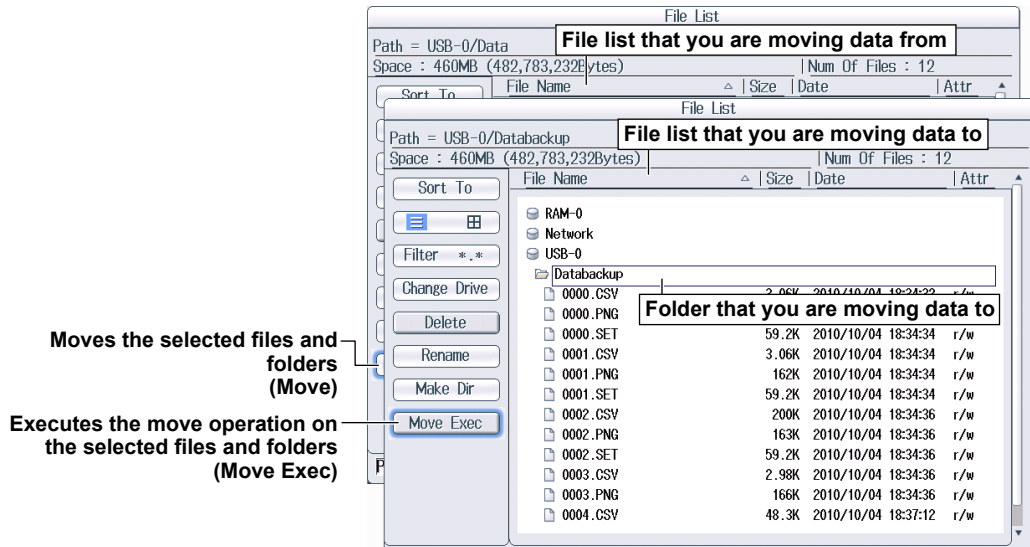 File List
Path = USB-0/Data
File list that you are moving data from
Space : 460MB (482,783,232Bytes) Num Of Files : 12
Sort To File Name Size Date Attr
File List
Path = USB-0/Databackup
File list that you are moving data to
Space : 460MB (482,783,232Bytes) Num Of Files : 12
Sort To File Name Size Date Attr
RAM-0
Network
Filter *.* USB-0
Databackup
Change Drive 0000.CSV 3.06K 2010/10/04 18:34:32 r/w
Folder that you are moving data to
0000.PNG
Delete 0000.SET 59.2K 2010/10/04 18:34:34 r/w
0001.CSV 3.06K 2010/10/04 18:34:34 r/w
Rename 0001.PNG 162K 2010/10/04 18:34:34 r/w
Make Dir 0001.SET 59.2K 2010/10/04 18:34:34 r/w
0002.CSV 200K 2010/10/04 18:34:36 r/w
Move Exec 0002.PNG 163K 2010/10/04 18:34:36 r/w
0002.SET 59.2K 2010/10/04 18:34:36 r/w
0003.CSV 2.98K 2010/10/04 18:34:36 r/w
0003.PNG 166K 2010/10/04 18:34:36 r/w
0004.CSV 48.3K 2010/10/04 18:37:12 r/w
Moves the selected files and
folders
(Move)
Executes the move operation on
the selected files and folders
(Move Exec)
P